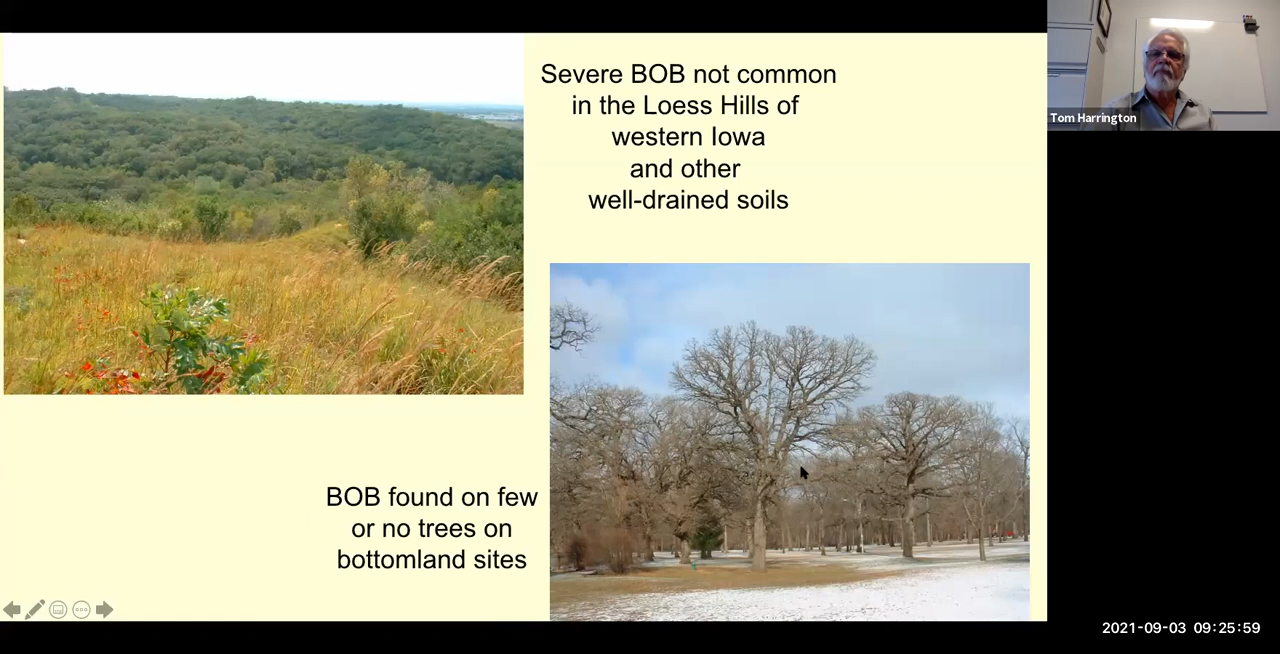 Severe BOB not common
in the Loess Hills of
western Iowa
and other
well-drained soils
Tom Harrington
BOB found on few
or no trees on
bottomland sites
2021-09-03 09:25:59